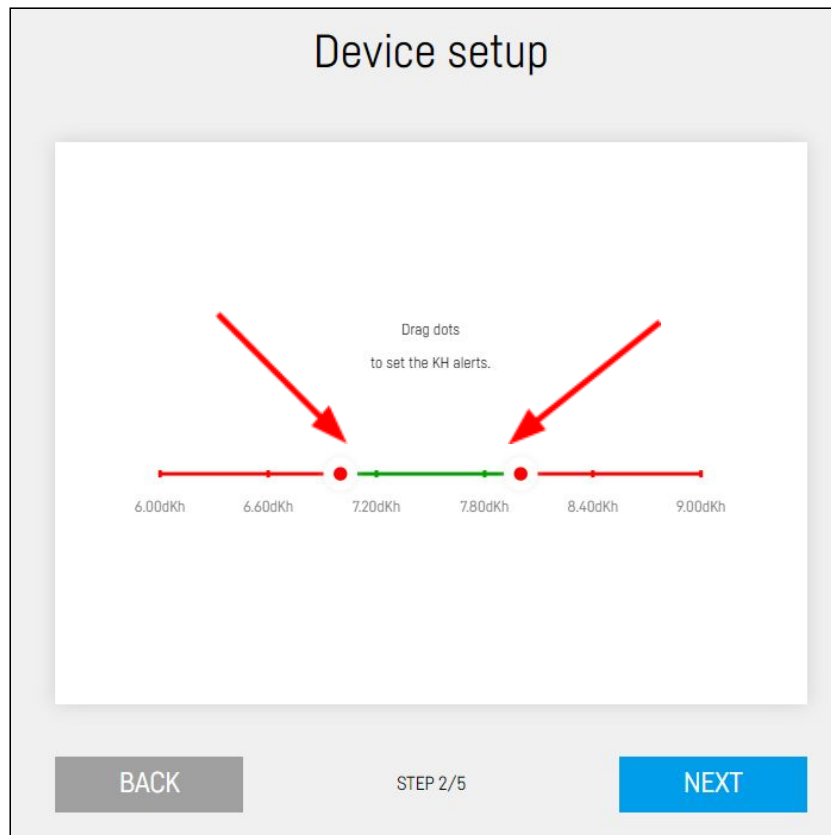 Device setup
Drag dots
to set the KH alerts.
6.00dKh 6.60dKh 7.20dKh 7.80dKh 8.40dKh 9.00dKh
BACK STEP 2/5 NEXT